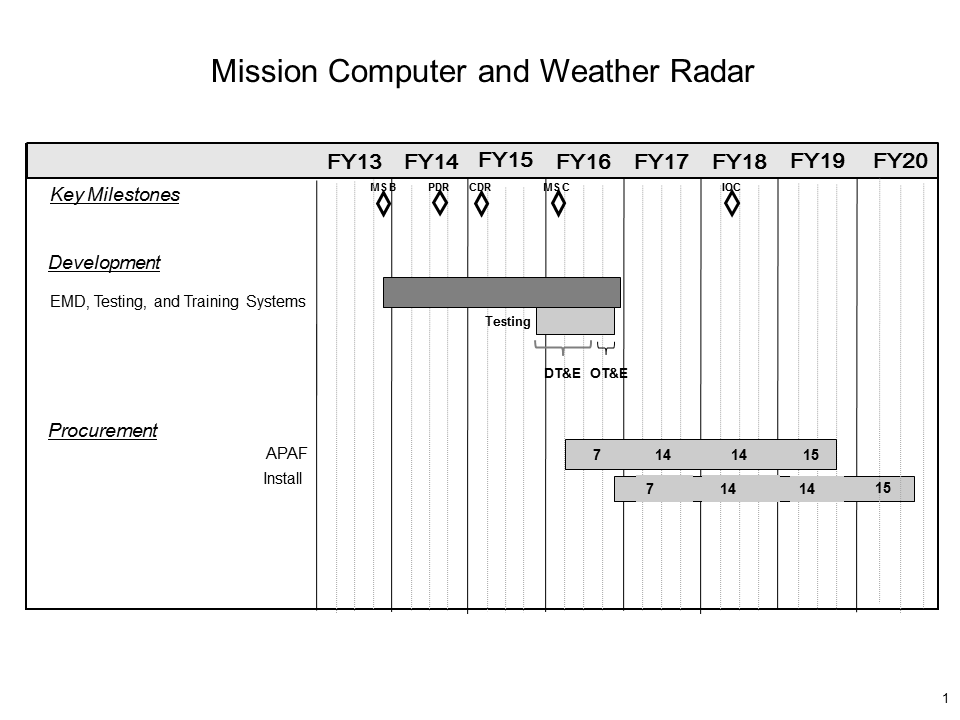 Mission Computer and Weather Radar
FY13 FY14 FY15 FY16 FY17 FY18 FY19 FY20
Key Milestones MS B PDR CDR MS C IOC
Development
EMD, Testing, and Training Systems
Testing
DT&E OT&E
Procurement
APAF 7 14 14 15
Install 7 14 14 15
1